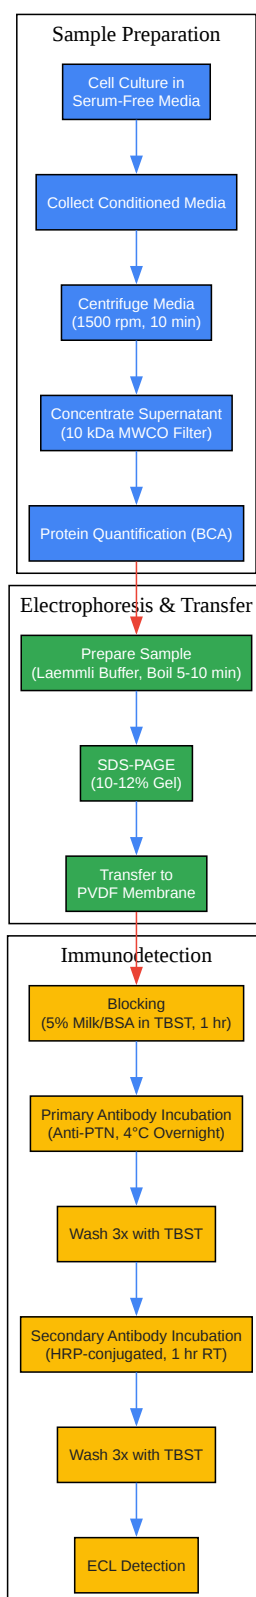 Sample Preparation
Cell Culture in
Serum-Free Media
Collect Conditioned Media
Centrifuge Media
(1500 rpm, 10 min)
Concentrate Supernatant
(10 kDa MWCO Filter)
Protein Quantification (BCA)
Electrophoresis & Transfer
Prepare Sample
(Laemmli Buffer, Boil 5-10 min)
SDS-PAGE
(10-12% Gel)
Transfer to
PVDF Membrane
Immunodetection
Blocking
(5% Milk/BSA in TBST, 1 hr)
Primary Antibody Incubation
(Anti-PTN, 4°C Overnight)
Wash 3x with TBST
Secondary Antibody Incubation
(HRP-conjugated, 1 hr RT)
Wash 3x with TBST
ECL Detection